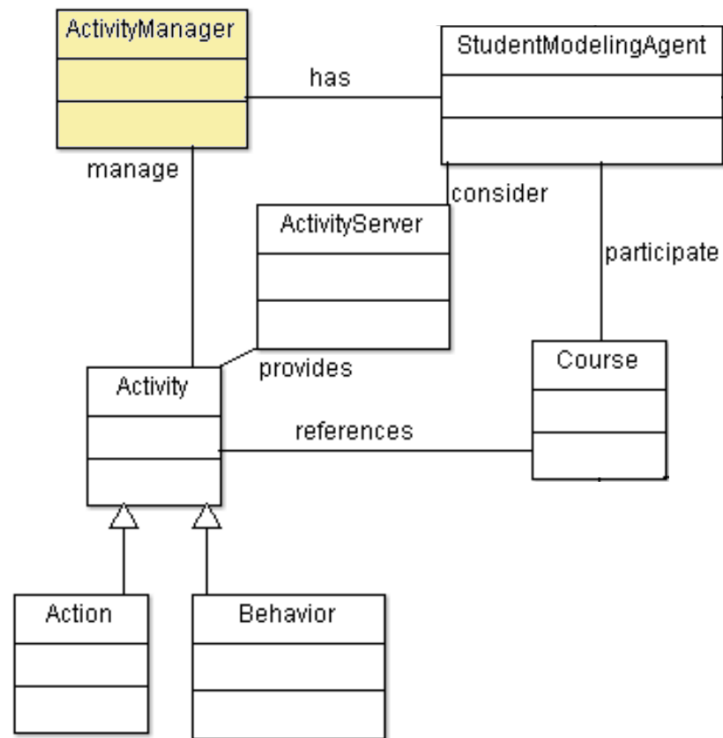 ActivityManager
StudentModelingAgent
has
manage
consider
ActivityServer
participate
provides
Course
Activity
references
Action
Behavior